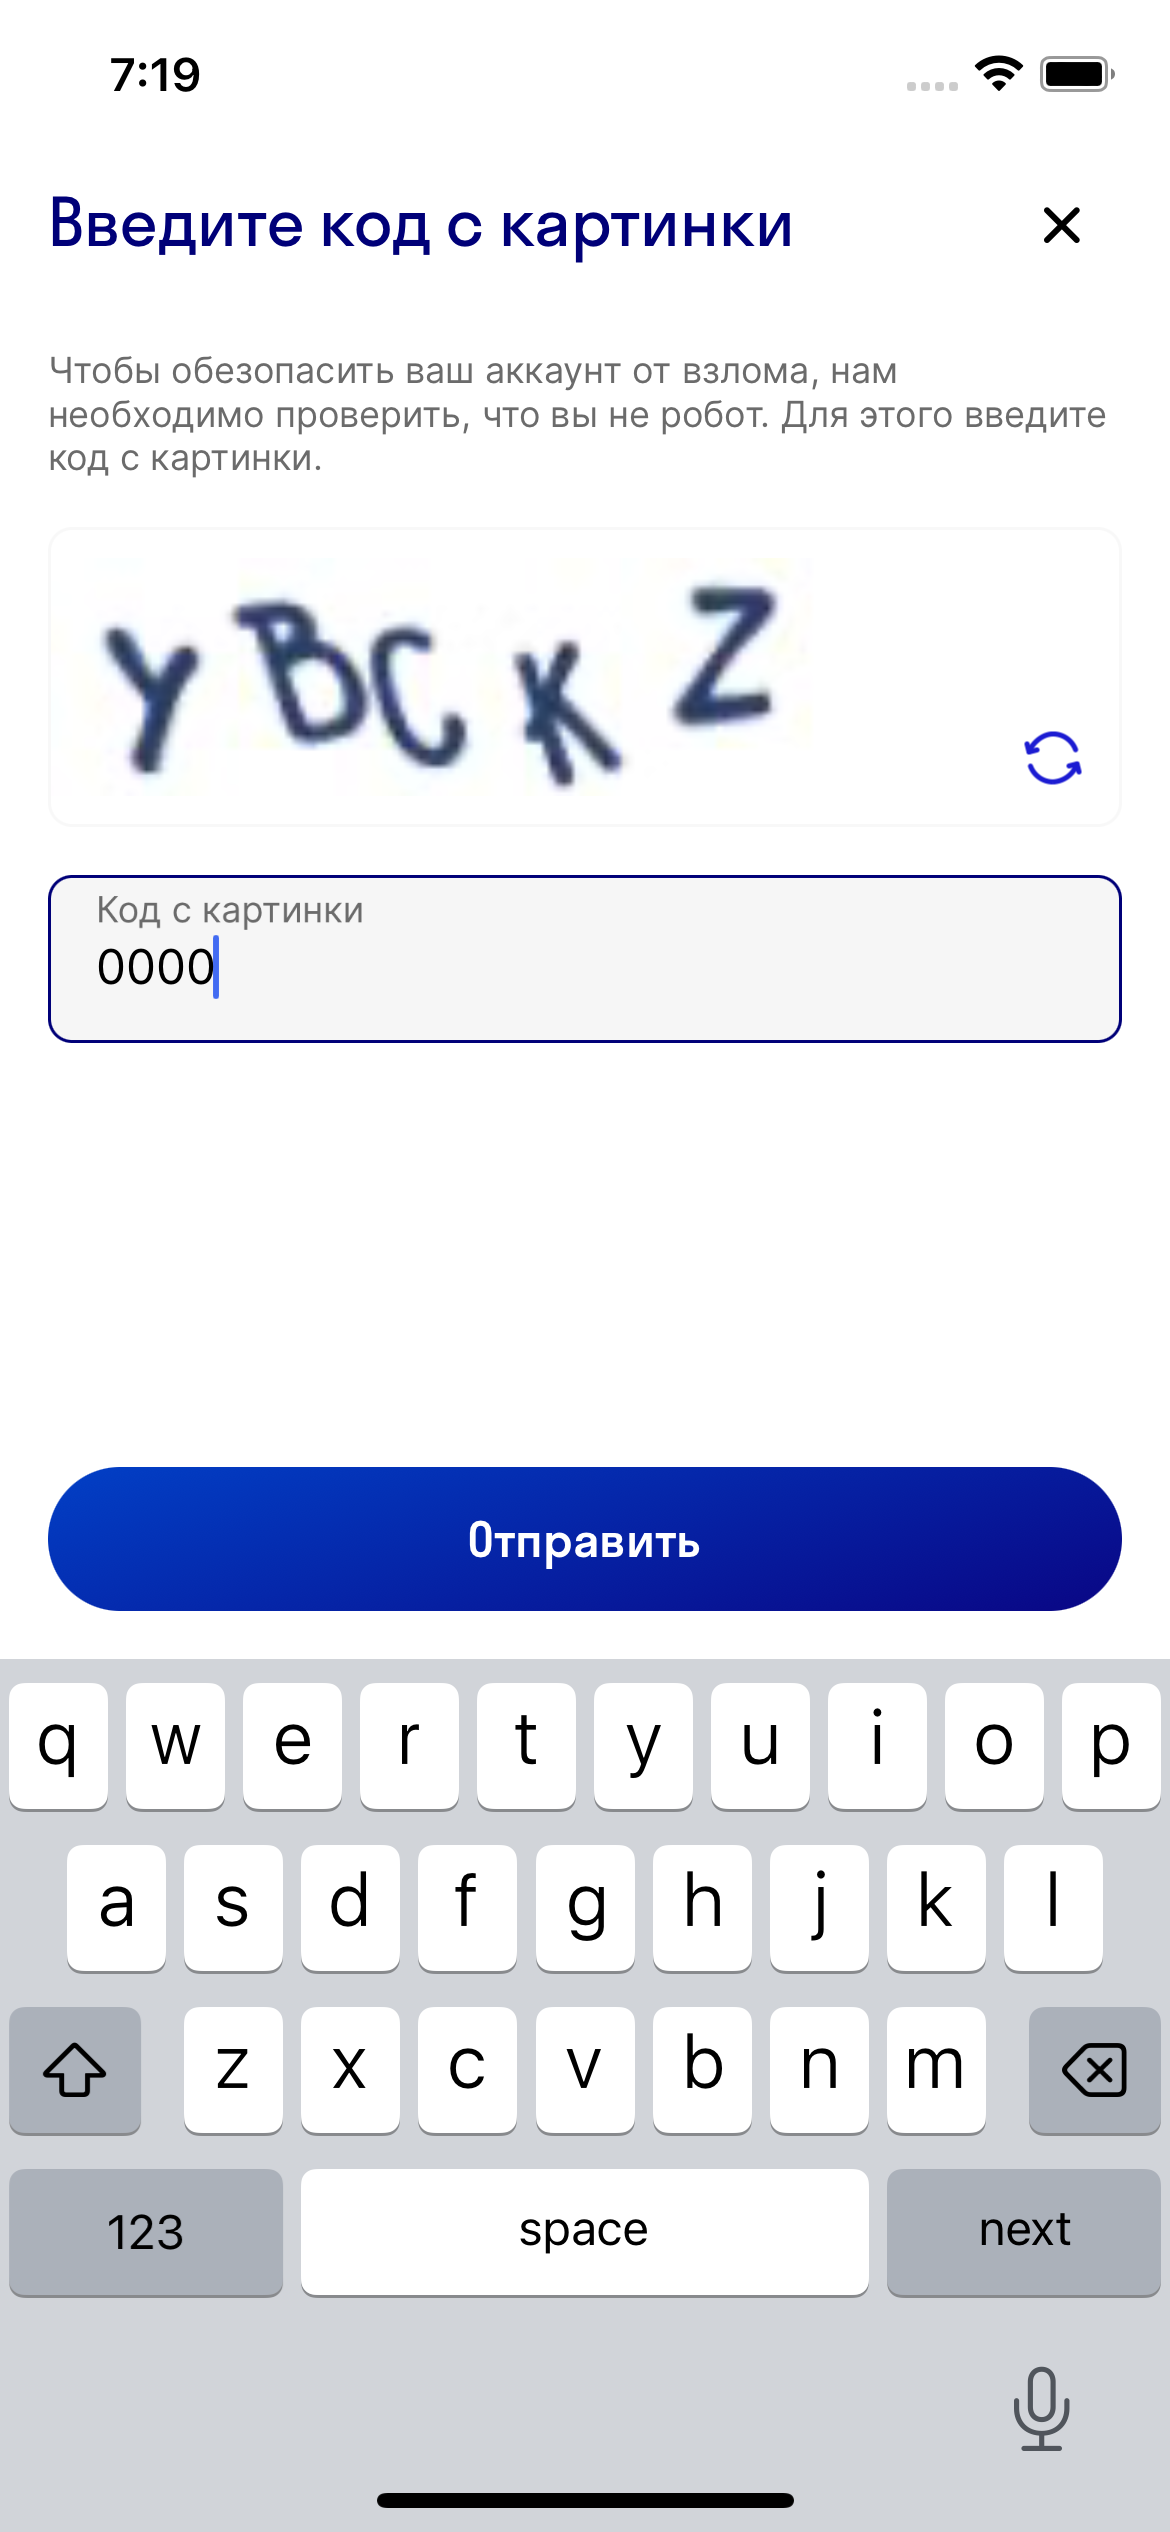 7:19
Введите код с картинки
Чтобы обезопасить ваш аккаунт от взлома, нам
необходимо проверить, что вы не робот. Для этого введите
код с картинки.
YBCKZ
Код с картинки
0000
Отправить
q w e r t y u i o p
a s d f g h j k l
z x c v b n m
123 space next